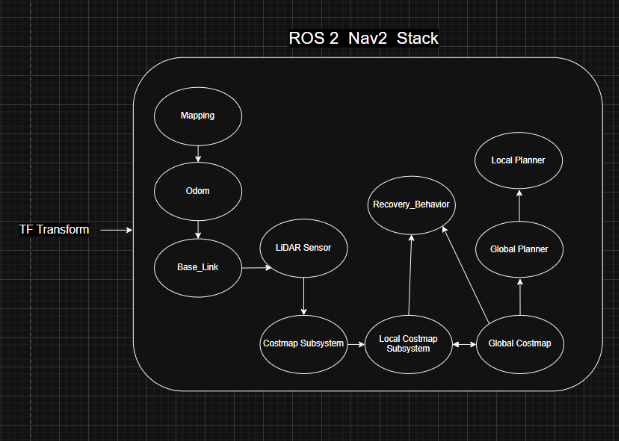 ROS 2 Nav2 Stack
Mapping
Local Planner
Odom
Recovery_Behavior
TF Transform
LiDAR Sensor
Global Planner
Base_Link
Costmap Subsystem
Local Costmap
Subsystem
Global Costmap